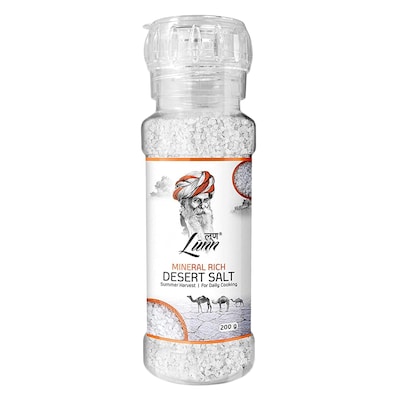 लूण®
Lunn
MINERAL RICH
DESERT SALT
Summer Harvest | For Daily Cooking
200 g